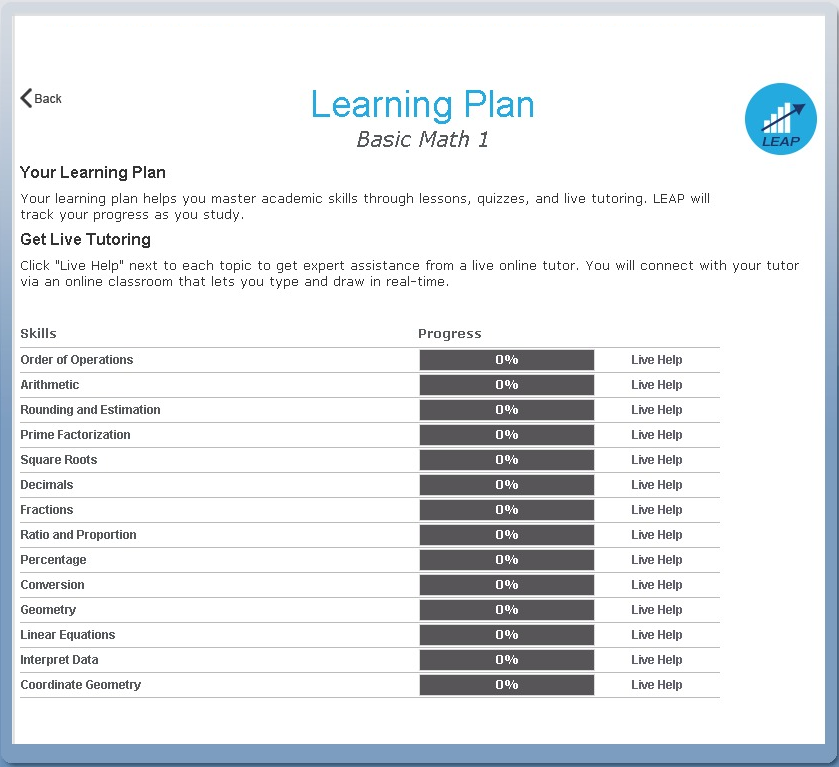 Back
Learning Plan
Basic Math 1
LEAP
Your Learning Plan
Your learning plan helps you master academic skills through lessons, quizzes, and live tutoring. LEAP will
track your progress as you study.
Get Live Tutoring
Click "Live Help" next to each topic to get expert assistance from a live online tutor. You will connect with your tutor
via an online classroom that lets you type and draw in real-time.
Skills Progress
Order of Operations 0% Live Help
Arithmetic 0% Live Help
Rounding and Estimation 0% Live Help
Prime Factorization 0% Live Help
Square Roots 0% Live Help
Decimals 0% Live Help
Fractions 0% Live Help
Ratio and Proportion 0% Live Help
Percentage 0% Live Help
Conversion 0% Live Help
Geometry 0% Live Help
Linear Equations 0% Live Help
Interpret Data 0% Live Help
Coordinate Geometry 0% Live Help